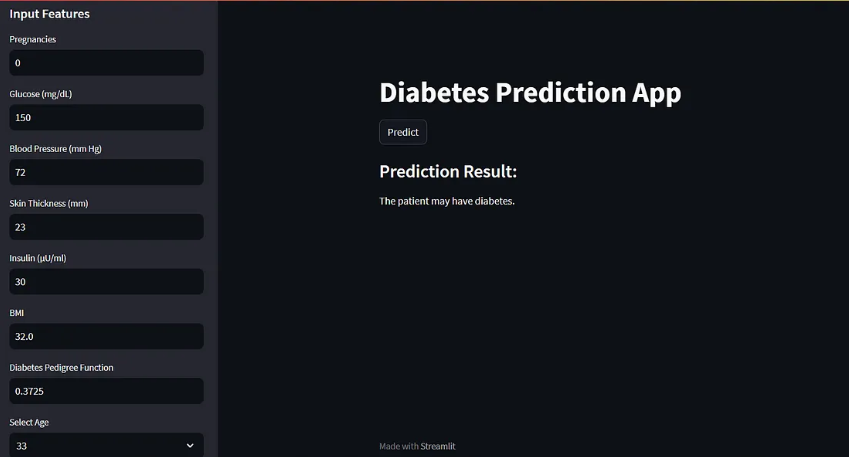 Input Features
Pregnancies
0
Glucose (mg/dL)
150
Blood Pressure (mm Hg)
72
Skin Thickness (mm)
23
Insulin (μU/ml)
30
BMI
32.0
Diabetes Pedigree Function
0.3725
Select Age
33
Diabetes Prediction App
Predict
Prediction Result:
The patient may have diabetes.
Made with Streamlit